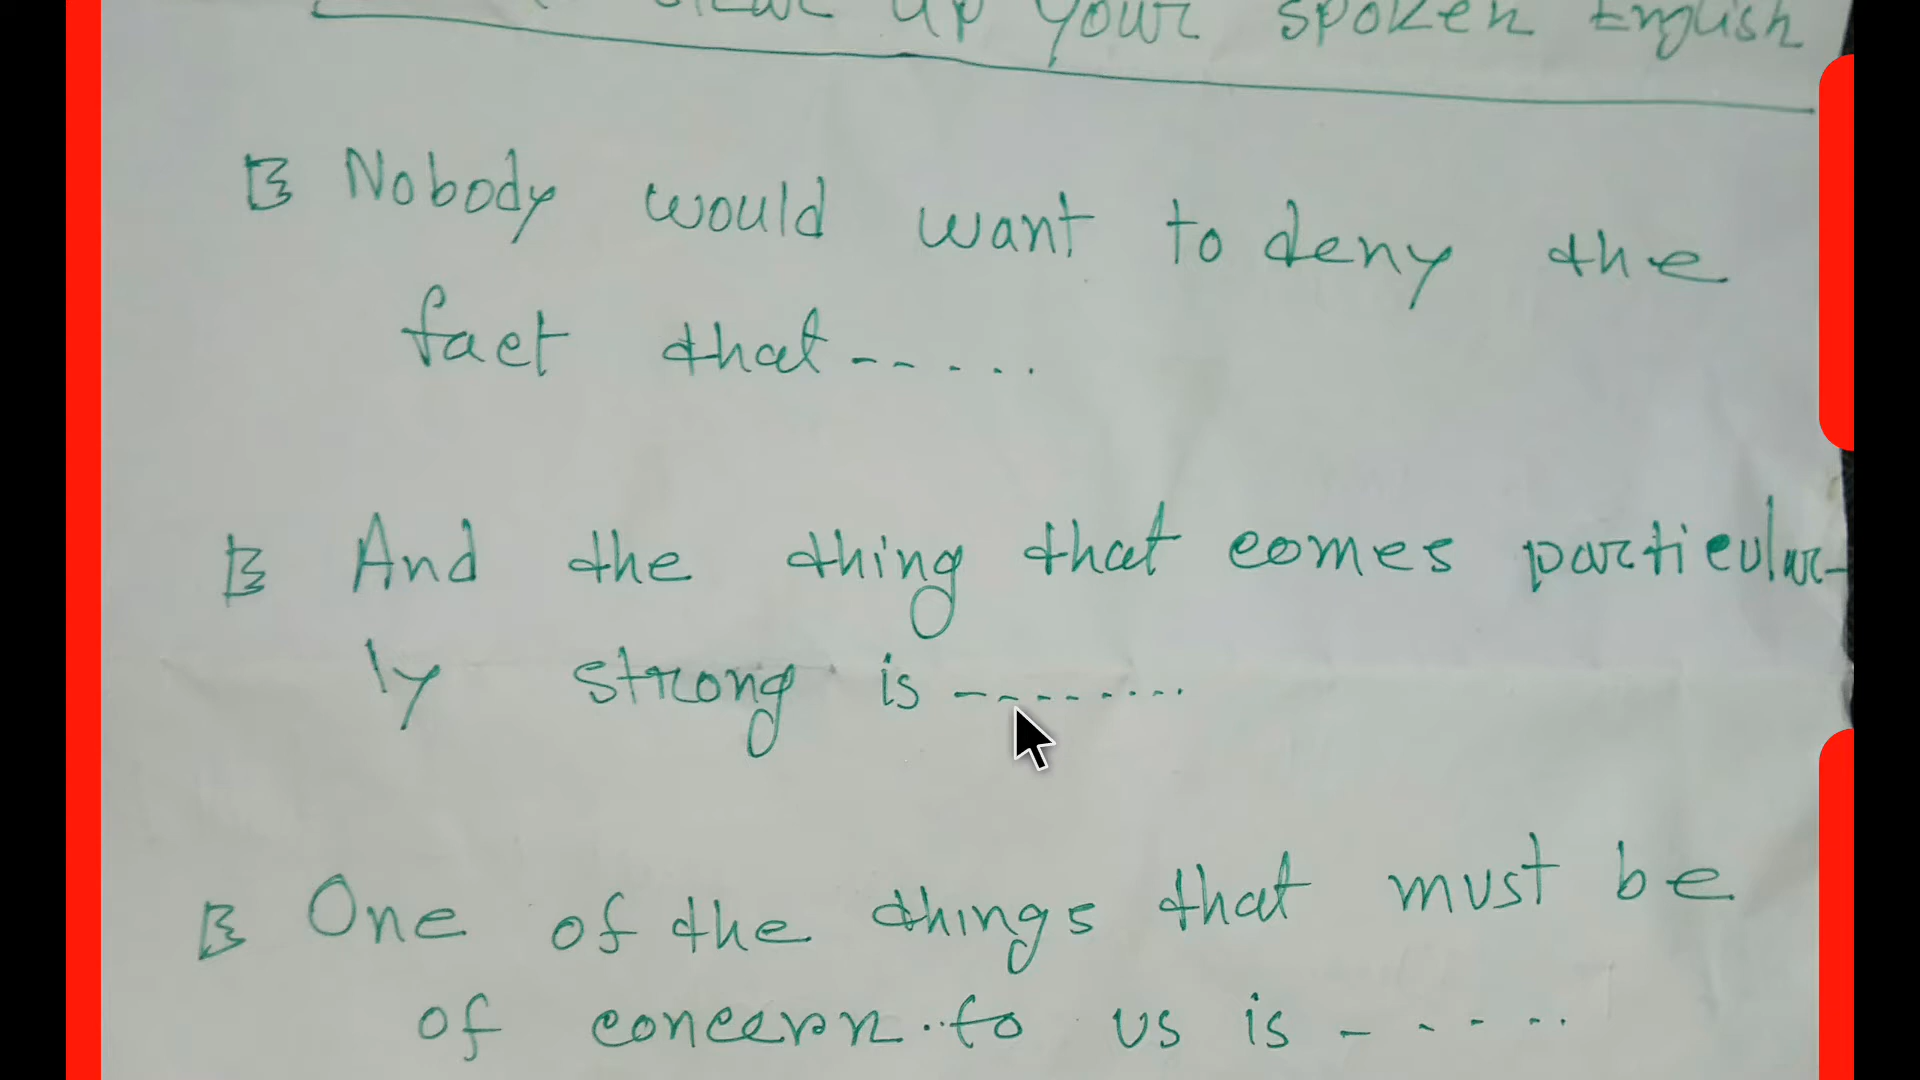 up your spoken English
Nobody would want to deny the
fact that-----
And the thing that comes particular-
ly strong is --------
One of the things that must be
of concern to us is -----